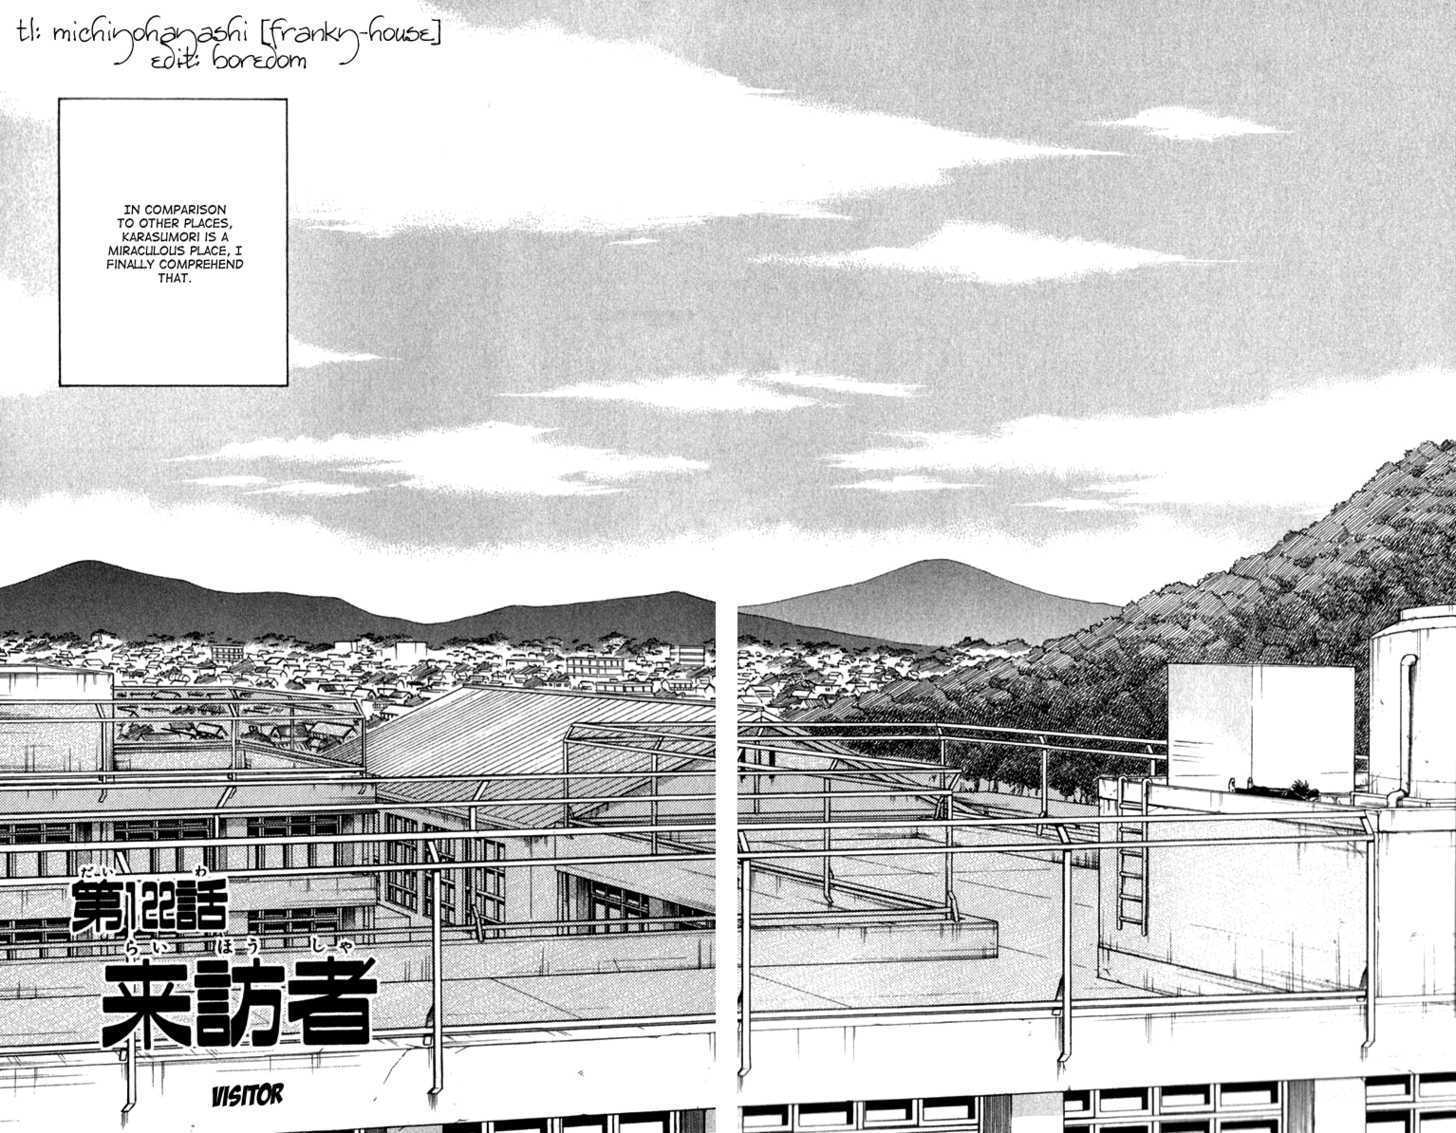 tl: michiyohayashi [franky-house]
edit: boredom
IN COMPARISON
TO OTHER PLACES,
KARASUMORI IS A
MIRACULOUS PLACE, I
FINALLY COMPREHEND
THAT.
だい わ
第122話
らい ほう しゃ
来訪者
VISITOR